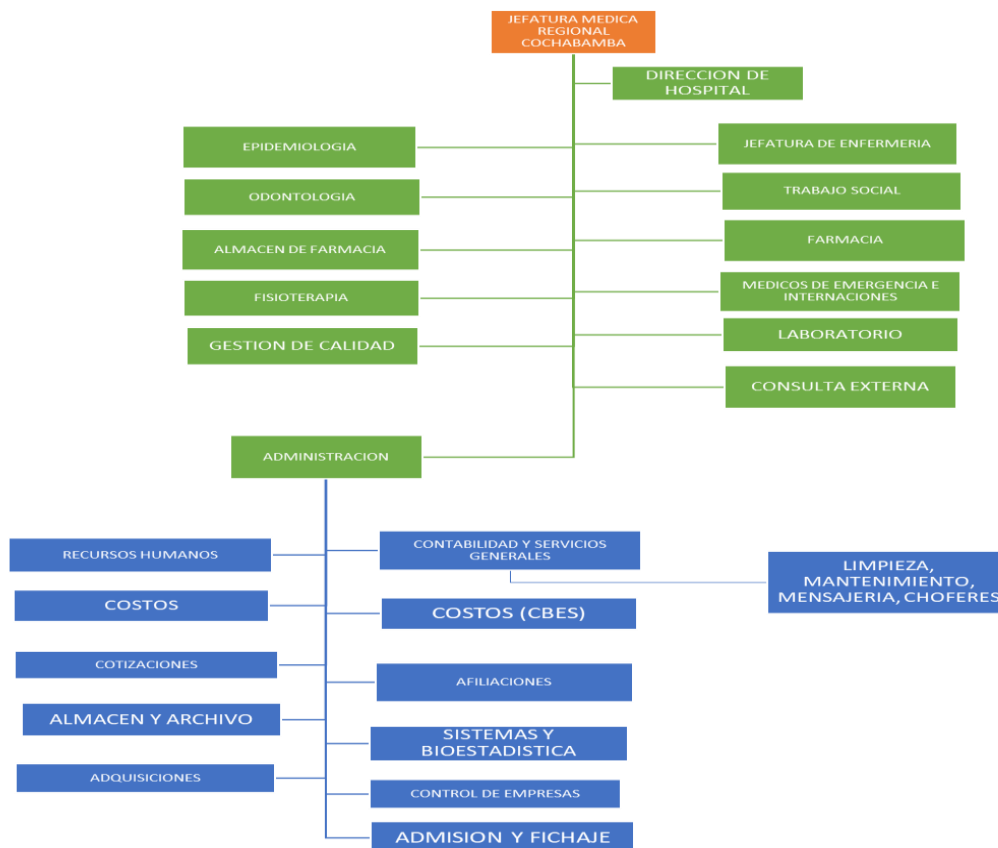 JEFATURA MEDICA
REGIONAL
COCHABAMBA
DIRECCION DE
HOSPITAL
EPIDEMIOLOGIA
JEFATURA DE ENFERMERIA
ODONTOLOGIA
TRABAJO SOCIAL
ALMACEN DE FARMACIA
FARMACIA
FISIOTERAPIA
MEDICOS DE EMERGENCIA E
INTERNACIONES
GESTION DE CALIDAD
LABORATORIO
CONSULTA EXTERNA
ADMINISTRACION
RECURSOS HUMANOS
CONTABILIDAD Y SERVICIOS
GENERALES
LIMPIEZA,
MANTENIMIENTO,
MENSAJERIA, CHOFERES
COSTOS
COSTOS (CBES)
COTIZACIONES
AFILIACIONES
ALMACEN Y ARCHIVO
SISTEMAS Y
BIOESTADISTICA
ADQUISICIONES
CONTROL DE EMPRESAS
ADMISION Y FICHAJE